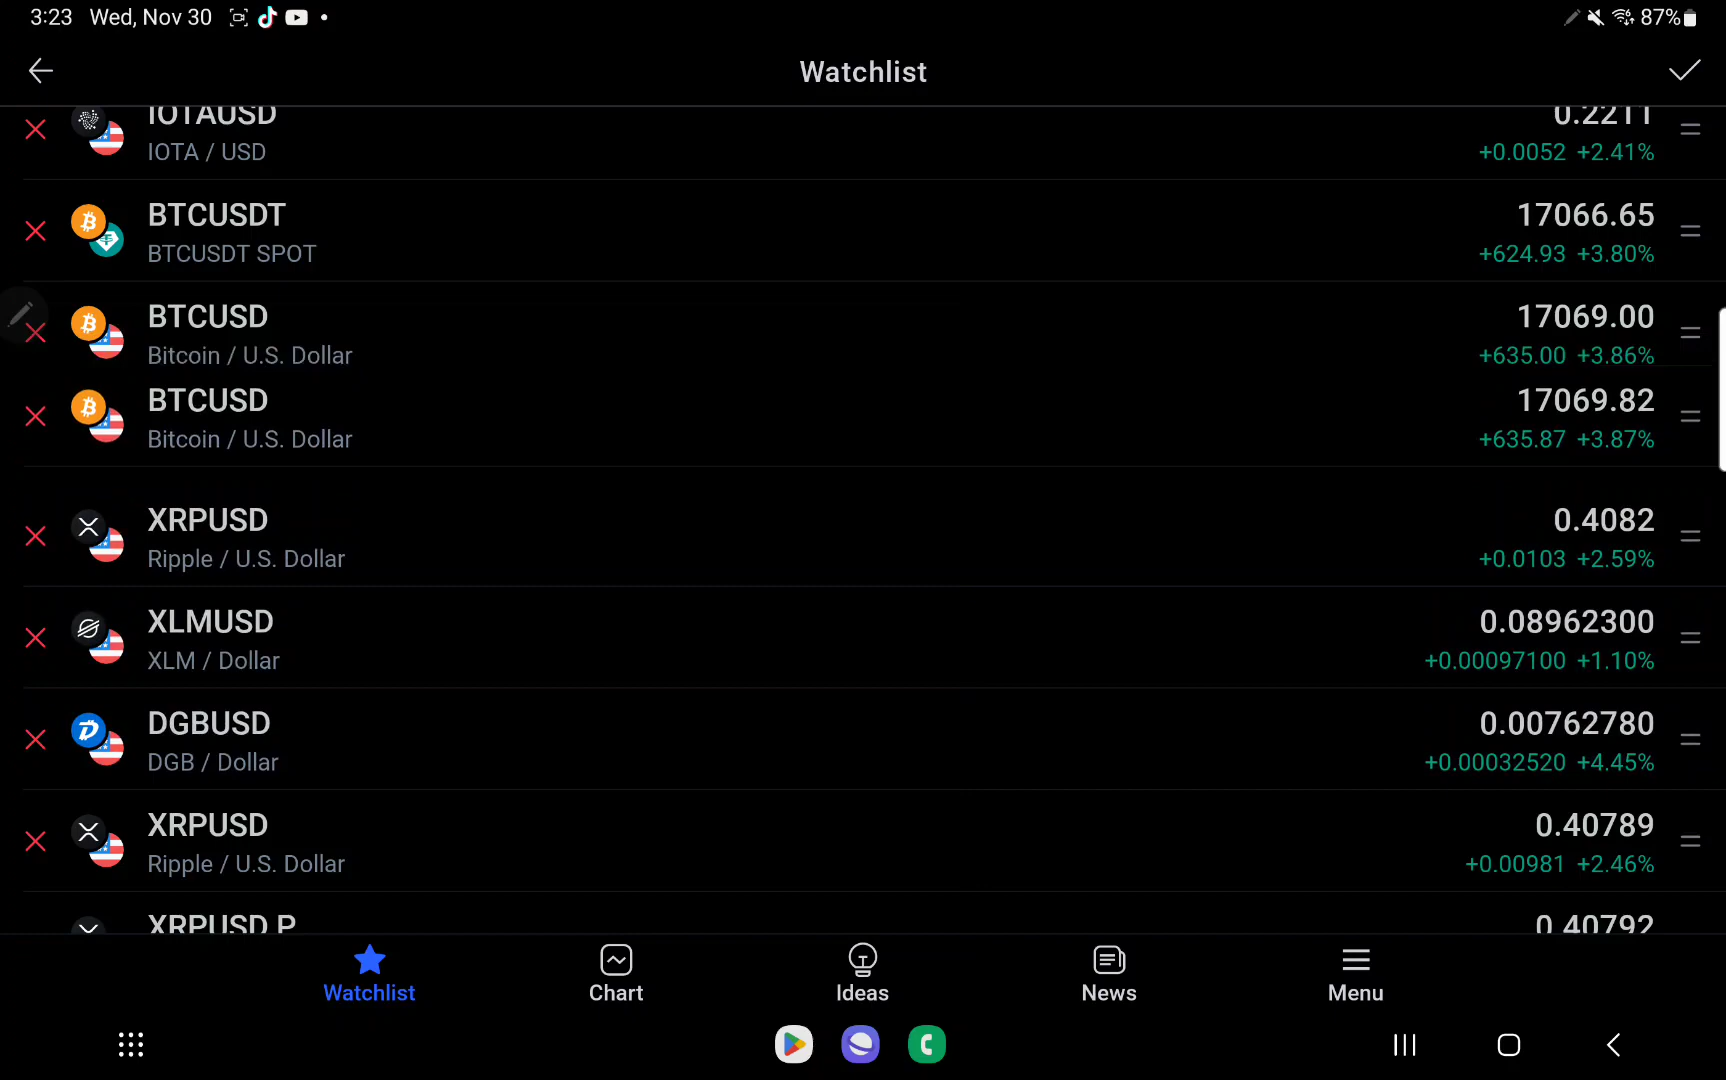 3:23 Wed, Nov 30 87%
Watchlist
IOTAUSD 0.2211
IOTA / USD +0.0052 +2.41%
BTCUSDT 17066.65
BTCUSDT SPOT +624.93 +3.80%
BTCUSD 17069.00
Bitcoin / U.S. Dollar +635.00 +3.86%
BTCUSD 17069.82
Bitcoin / U.S. Dollar +635.87 +3.87%
XRPUSD 0.4082
Ripple / U.S. Dollar +0.0103 +2.59%
XLMUSD 0.08962300
XLM / Dollar +0.00097100 +1.10%
DGBUSD 0.00762780
DGB / Dollar +0.00032520 +4.45%
XRPUSD 0.40789
Ripple / U.S. Dollar +0.00981 +2.46%
XRPUSD.P 0.40792
Watchlist Chart Ideas News Menu